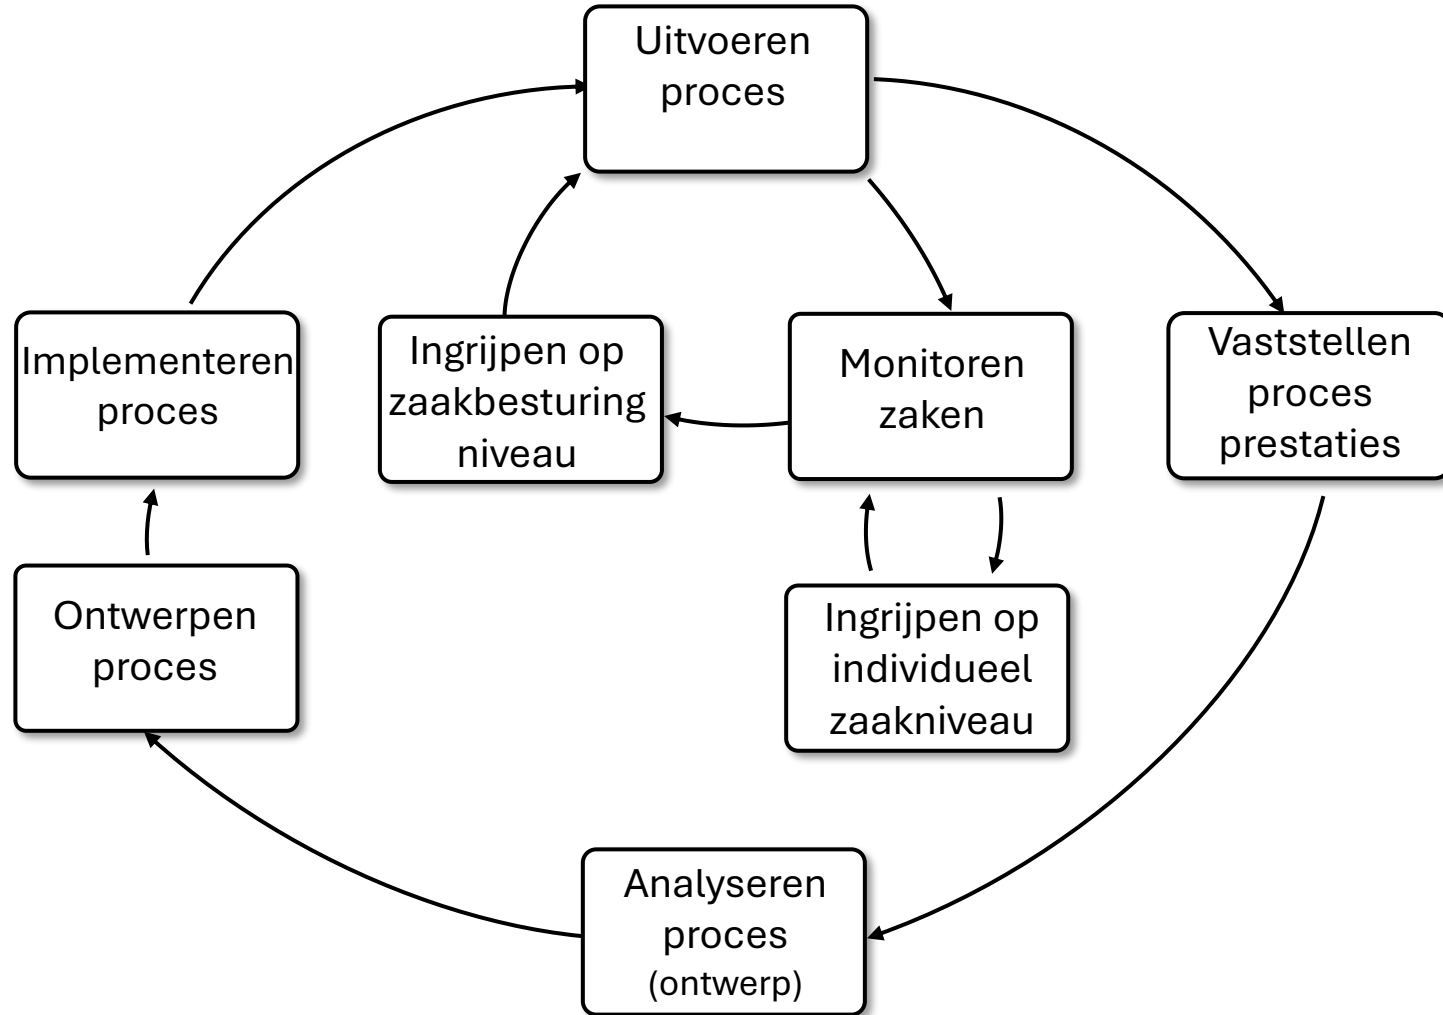 Uitvoeren
proces
Implementeren
proces
Ingrijpen op
zaakbesturing
niveau
Monitoren
zaken
Vaststellen
proces
prestaties
Ontwerpen
proces
Ingrijpen op
individueel
zaakniveau
Analyseren
proces
(ontwerp)